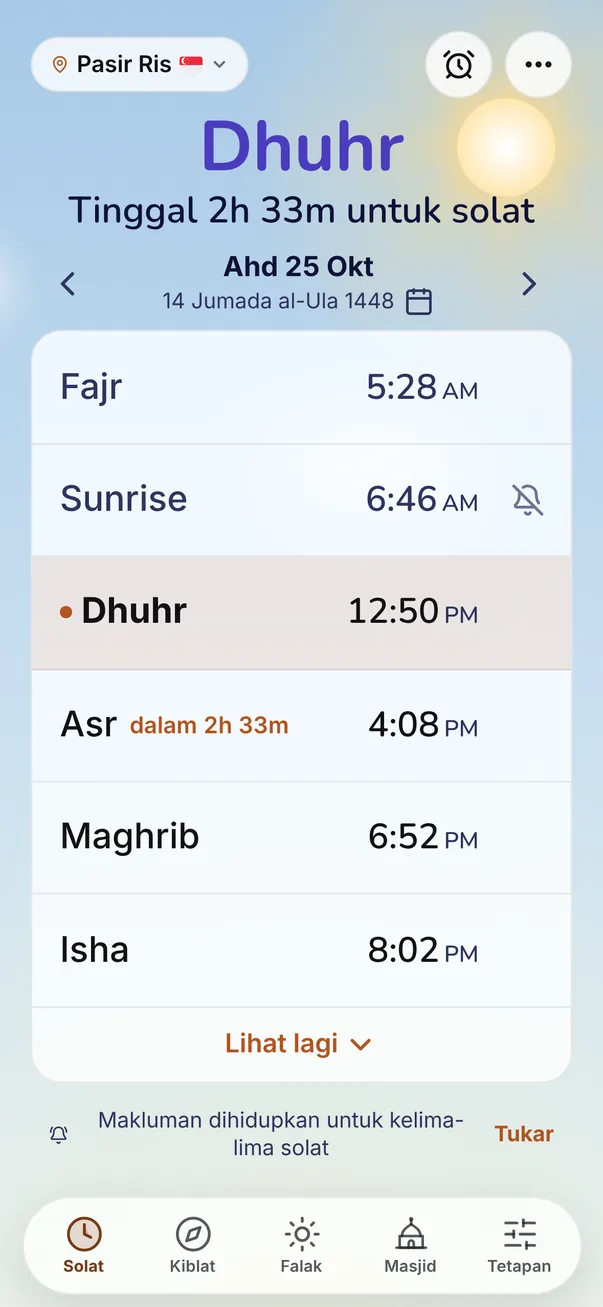 Pasir Ris
Dhuhr
Tinggal 2h 33m untuk solat
Ahd 25 Okt
14 Jumada al-Ula 1448
Fajr 5:28 AM
Sunrise 6:46 AM
Dhuhr 12:50 PM
Asr dalam 2h 33m 4:08 PM
Maghrib 6:52 PM
Isha 8:02 PM
Lihat lagi
Makluman dihidupkan untuk kelima-
lima solat
Tukar
Solat Kiblat Falak Masjid Tetapan